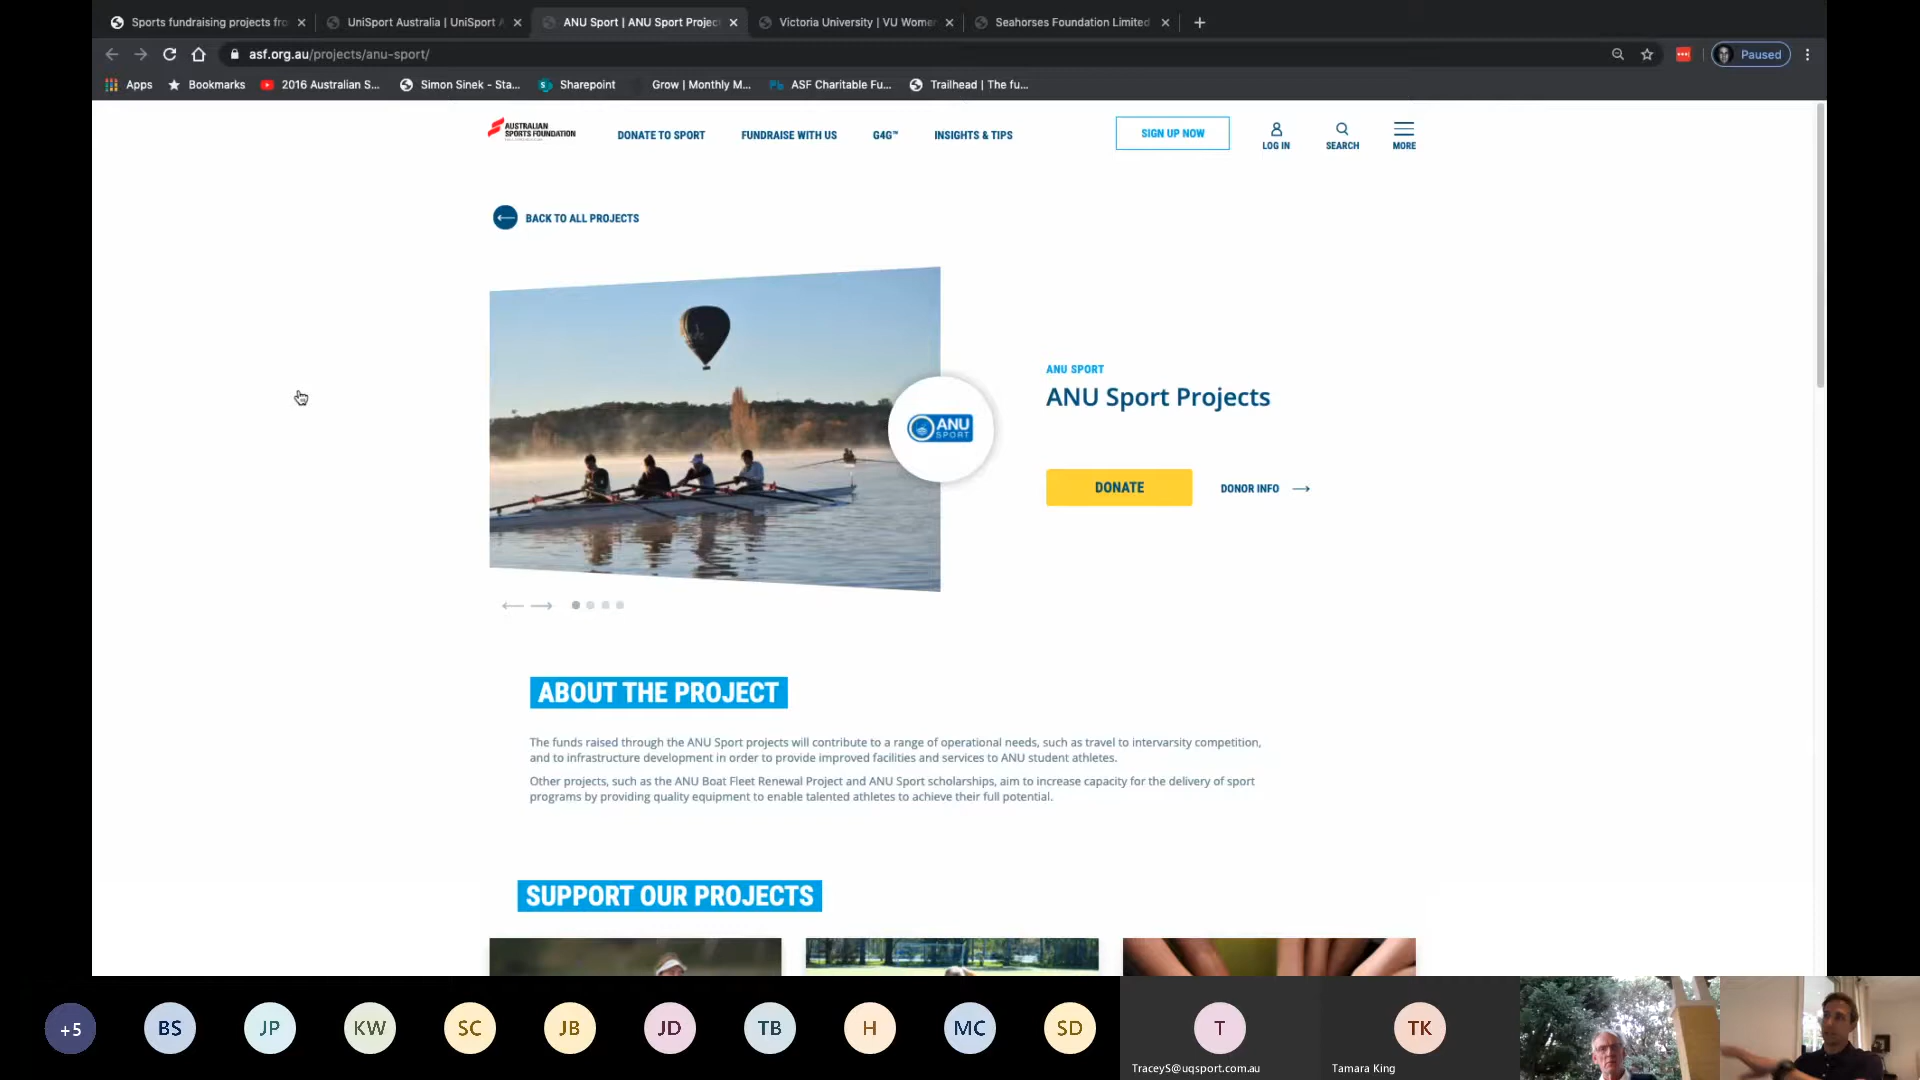 Sports fundraising projects fro
UniSport Australia | UniSport A
ANU Sport | ANU Sport Project
Victoria University | VU Women
Seahorses Foundation Limited
asf.org.au/projects/anu-sport/
Paused
Apps
Bookmarks
2016 Australian S...
Simon Sinek - Sta...
Sharepoint
Grow | Monthly M...
ASF Charitable Fu...
Trailhead | The fu...
AUSTRALIAN
SPORTS FOUNDATION
DONATE TO SPORT
FUNDRAISE WITH US
G4G™
INSIGHTS & TIPS
SIGN UP NOW
LOG IN
SEARCH
MORE
BACK TO ALL PROJECTS
ANU
SPORT
ANU SPORT
ANU Sport Projects
DONATE
DONOR INFO
ABOUT THE PROJECT
The funds raised through the ANU Sport projects will contribute to a range of operational needs, such as travel to intervarsity competition,
and to infrastructure development in order to provide improved facilities and services to ANU student athletes.
Other projects, such as the ANU Boat Fleet Renewal Project and ANU Sport scholarships, aim to increase capacity for the delivery of sport
programs by providing quality equipment to enable talented athletes to achieve their full potential.
SUPPORT OUR PROJECTS
+5
BS
JP
KW
SC
JB
JD
TB
H
MC
SD
T
TK
TraceyS@uqsport.com.au
Tamara King